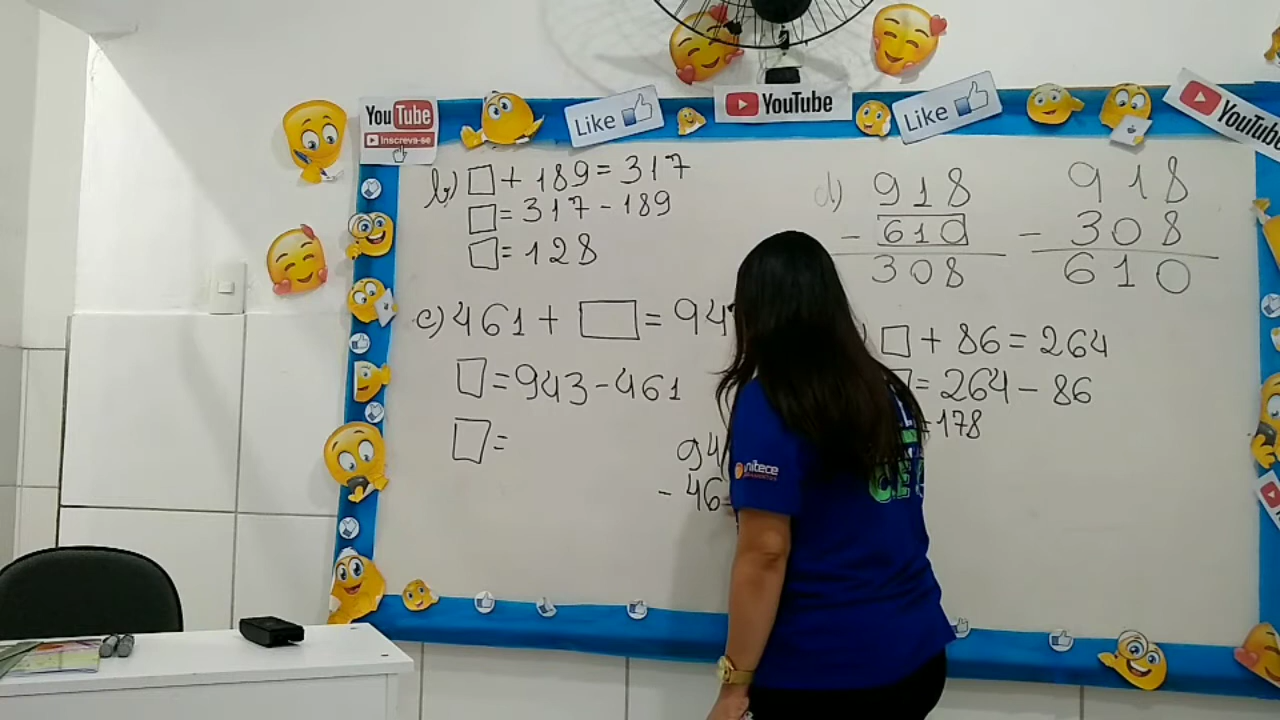 YouTube
Inscreva-se
Like
YouTube
Like
YouTube
b) □ + 189 = 317
□ = 317 - 189
□ = 128
c) 461 + □ = 94
□ = 943 - 461
□ =
94
- 46
d) 918
- 610
308
918
- 308
610
□ + 86 = 264
= 264 - 86
= 178
unitece